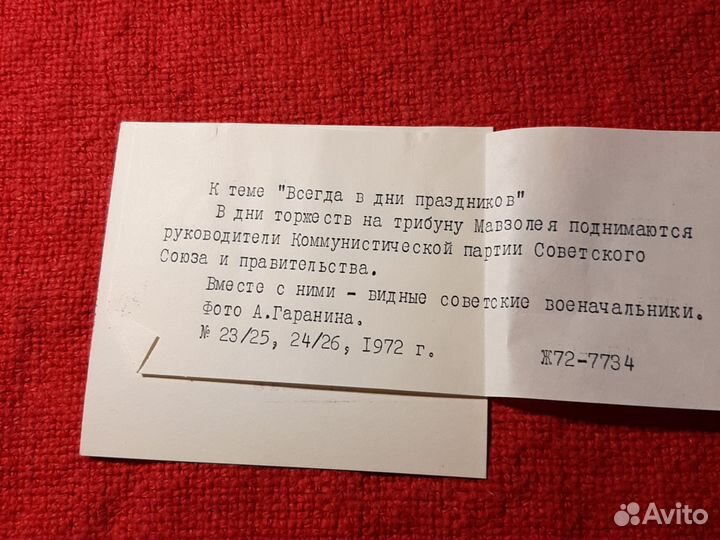 К теме "Всегда в дни праздников"
В дни торжеств на трибуну Мавзолея поднимаются
руководители Коммунистической партии Советского
Союза и правительства.
Вместе с ними - видные советские военачальники.
Фото А.Гаранина.
№ 23/25, 24/26, 1972 г.
Ж72-7734
Avito